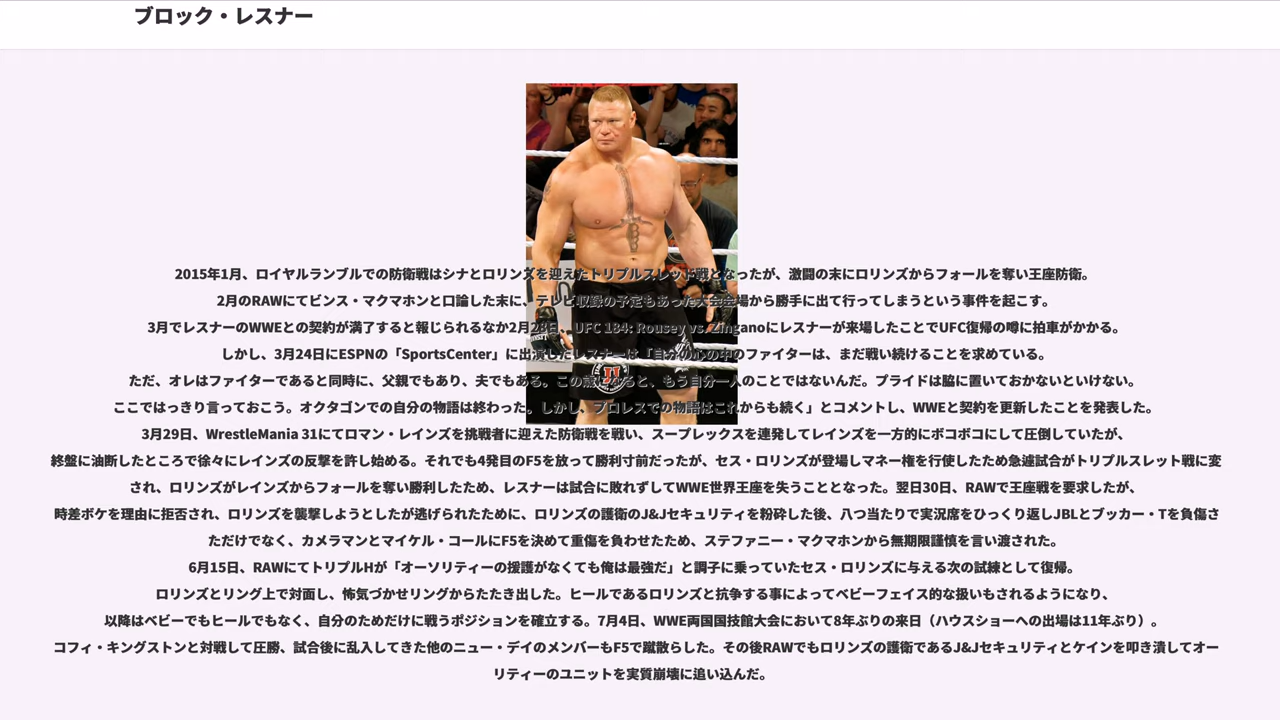 ブロック・レスナー
2015年1月、ロイヤルランブルでの防衛戦はシナとロリンズを迎えたトリプルスレッド戦となったが、激闘の末にロリンズからフォールを奪い王座防衛。
2月のRAWにてビンス・マクマホンと口論した末に、テレビ収録の予定もあった大会会場から勝手に出て行ってしまうという事件を起こす。
3月でレスナーのWWEとの契約が満了すると報じられるなか2月28日、UFC 184: Rousey vs. Zinganoにレスナーが来場したことでUFC復帰の噂に拍車がかかる。
しかし、3月24日にESPNの「SportsCenter」に出演したレスナーは「自分の心の中のファイターは、まだ戦い続けることを求めている。
ただ、オレはファイターであると同時に、父親でもあり、夫でもある。この歳になると、もう自分一人のことではないんだ。プライドは脇に置いておかないといけない。
ここではっきり言っておこう。オクタゴンでの自分の物語は終わった。しかし、プロレスでの物語はこれからも続く」とコメントし、WWEと契約を更新したことを発表した。
3月29日、WrestleMania 31にてロマン・レインズを挑戦者に迎えた防衛戦を戦い、スープレックスを連発してレインズを一方的にボコボコにして圧倒していたが、
終盤に油断したところで徐々にレインズの反撃を許し始める。それでも4発目のF5を放って勝利寸前だったが、セス・ロリンズが登場しマネー権を行使したため急遽試合がトリプルスレット戦に変
され、ロリンズがレインズからフォールを奪い勝利したため、レスナーは試合に敗れずしてWWE世界王座を失うこととなった。翌日30日、RAWで王座戦を要求したが、
時差ボケを理由に拒否され、ロリンズを襲撃しようとしたが逃げられたために、ロリンズの護衛のJ&Jセキュリティを粉砕した後、八つ当たりで実況席をひっくり返しJBLとブッカー・Tを負傷さ
ただけでなく、カメラマンとマイケル・コールにF5を決めて重傷を負わせたため、ステファニー・マクマホンから無期限謹慎を言い渡された。
6月15日、RAWにてトリプルHが「オーソリティーの援護がなくても俺は最強だ」と調子に乗っていたセス・ロリンズに与える次の試練として復帰。
ロリンズとリング上で対面し、怖気づかせリングからたたき出した。ヒールであるロリンズと抗争する事によってベビーフェイス的な扱いもされるようになり、
以降はベビーでもヒールでもなく、自分のためだけに戦うポジションを確立する。7月4日、WWE両国国技館大会において8年ぶりの来日（ハウスショーへの出場は11年ぶり）。
コフィ・キングストンと対戦して圧勝、試合後に乱入してきた他のニュー・デイのメンバーもF5で蹴散らした。その後RAWでもロリンズの護衛であるJ&Jセキュリティとケインを叩き潰してオー
リティーのユニットを実質崩壊に追い込んだ。